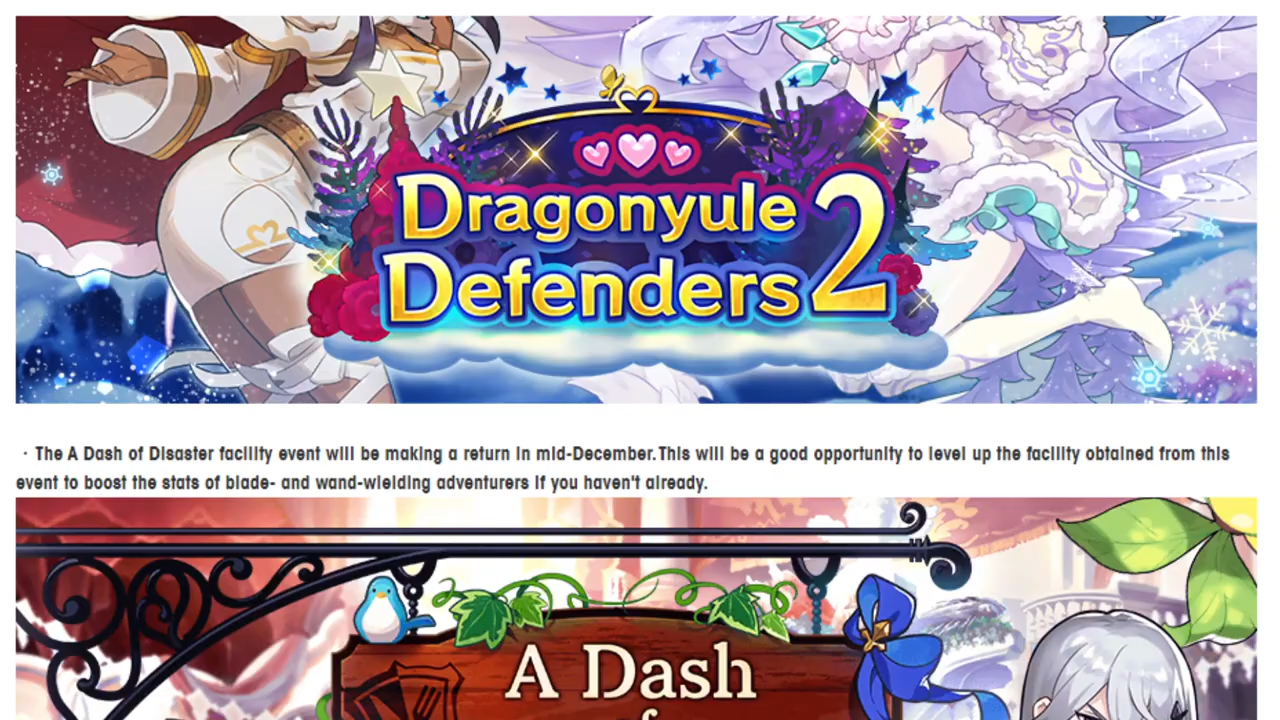 Dragonyule
Defenders 2
· The A Dash of Disaster facility event will be making a return in mid-December.This will be a good opportunity to level up the facility obtained from this
event to boost the stats of blade- and wand-wielding adventurers if you haven't already.
A Dash